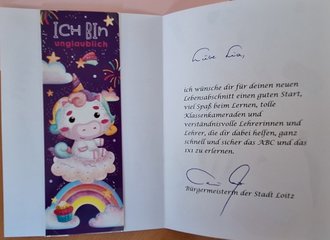 ICH BIN
unglaublich
Liebe Lia,
ich wünsche dir für deinen neuen
Lebensabschnitt einen guten Start,
viel Spaß beim Lernen, tolle
Klassenkameraden und
verständnisvolle Lehrerinnen und
Lehrer, die dir dabei helfen, ganz
schnell und sicher das ABC und das
1x1 zu erlernen.
Bürgermeisterin der Stadt Loitz